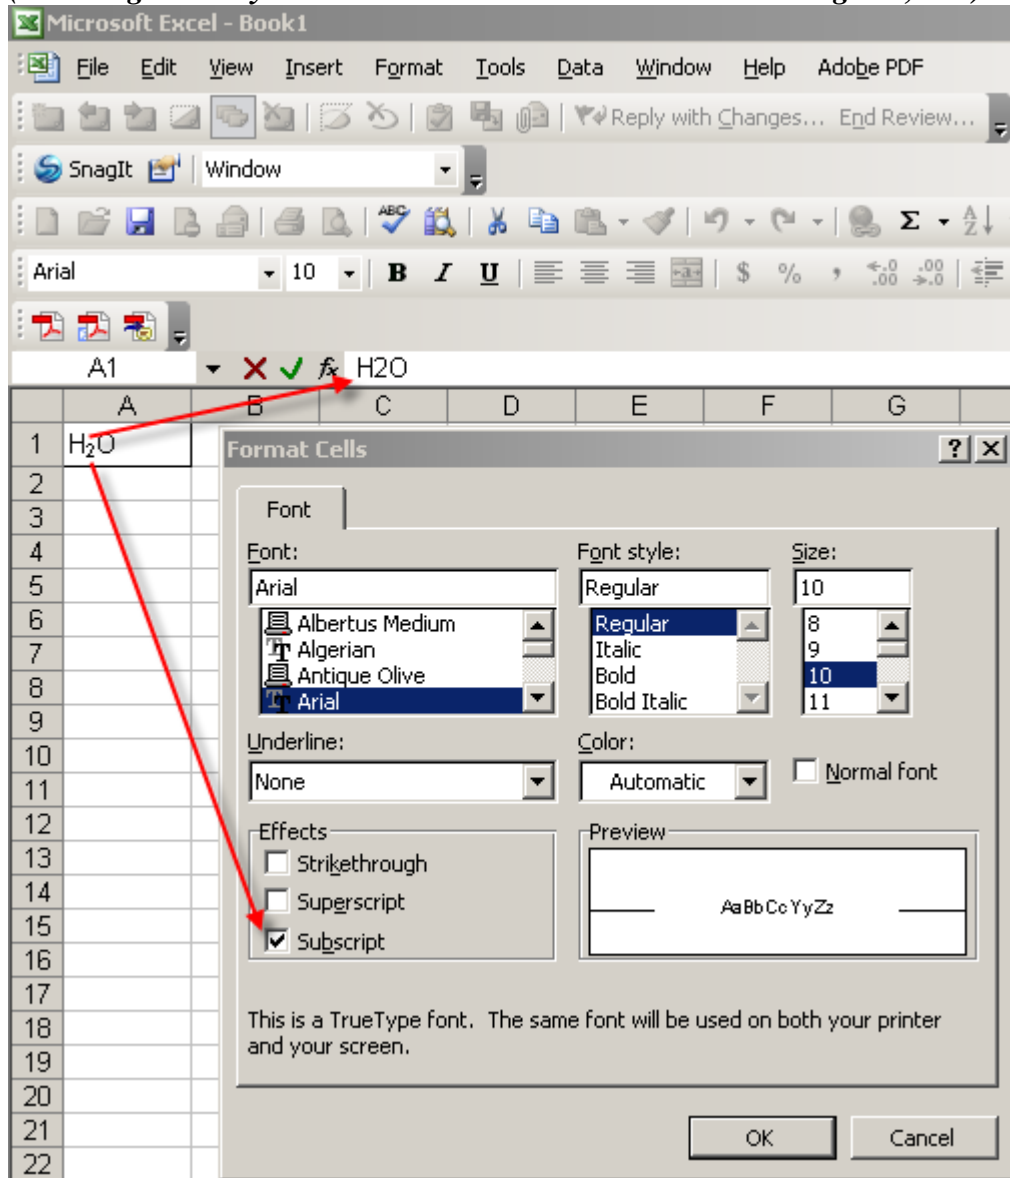 Microsoft Excel - Book1
File Edit View Insert Format Tools Data Window Help Adobe PDF
Reply with Changes... End Review...
SnagIt Window
ABC Σ A Z
Arial 10 B I U $ % , .0 .00 .00 .0
A1 fx H2O
A B C D E F G
1 H₂O
Format Cells ? X
2
3 Font
4 Font: Font style: Size:
5 Arial Regular 10
6 Albertus Medium Regular 8
7 Algerian Italic 9
8 Antique Olive Bold 10
9 Arial Bold Italic 11
10 Underline: Color:
11 None Automatic Normal font
12 Effects Preview
13 Strikethrough
14 Superscript AaBbCcYyZz
15 Subscript
16
17
18 This is a TrueType font. The same font will be used on both your printer
19 and your screen.
20
21 OK Cancel
22